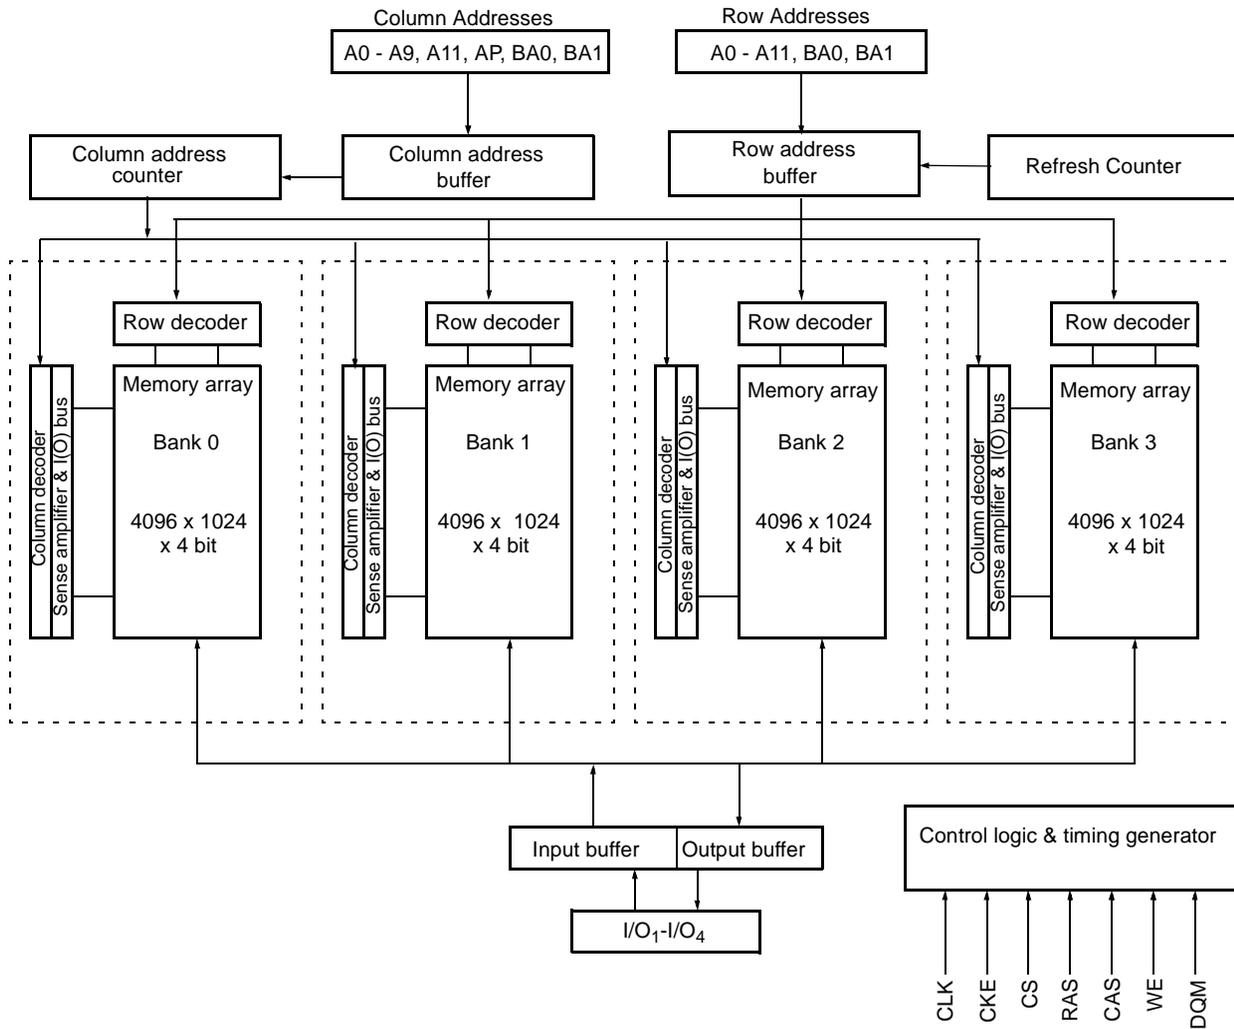 Column Addresses
A0 - A9, A11, AP, BA0, BA1
Row Addresses
A0 - A11, BA0, BA1
Column address
counter
Column address
buffer
Row address
buffer
Refresh Counter
Row decoder
Row decoder
Row decoder
Row decoder
Column decoder
Sense amplifier & I(O) bus
Memory array
Bank 0
4096 x 1024
x 4 bit
Column decoder
Sense amplifier & I(O) bus
Memory array
Bank 1
4096 x 1024
x 4 bit
Column decoder
Sense amplifier & I(O) bus
Memory array
Bank 2
4096 x 1024
x 4 bit
Column decoder
Sense amplifier & I(O) bus
Memory array
Bank 3
4096 x 1024
x 4 bit
Input buffer
Output buffer
I/O1-I/O4
Control logic & timing generator
CLK
CKE
CS
RAS
CAS
WE
DQM